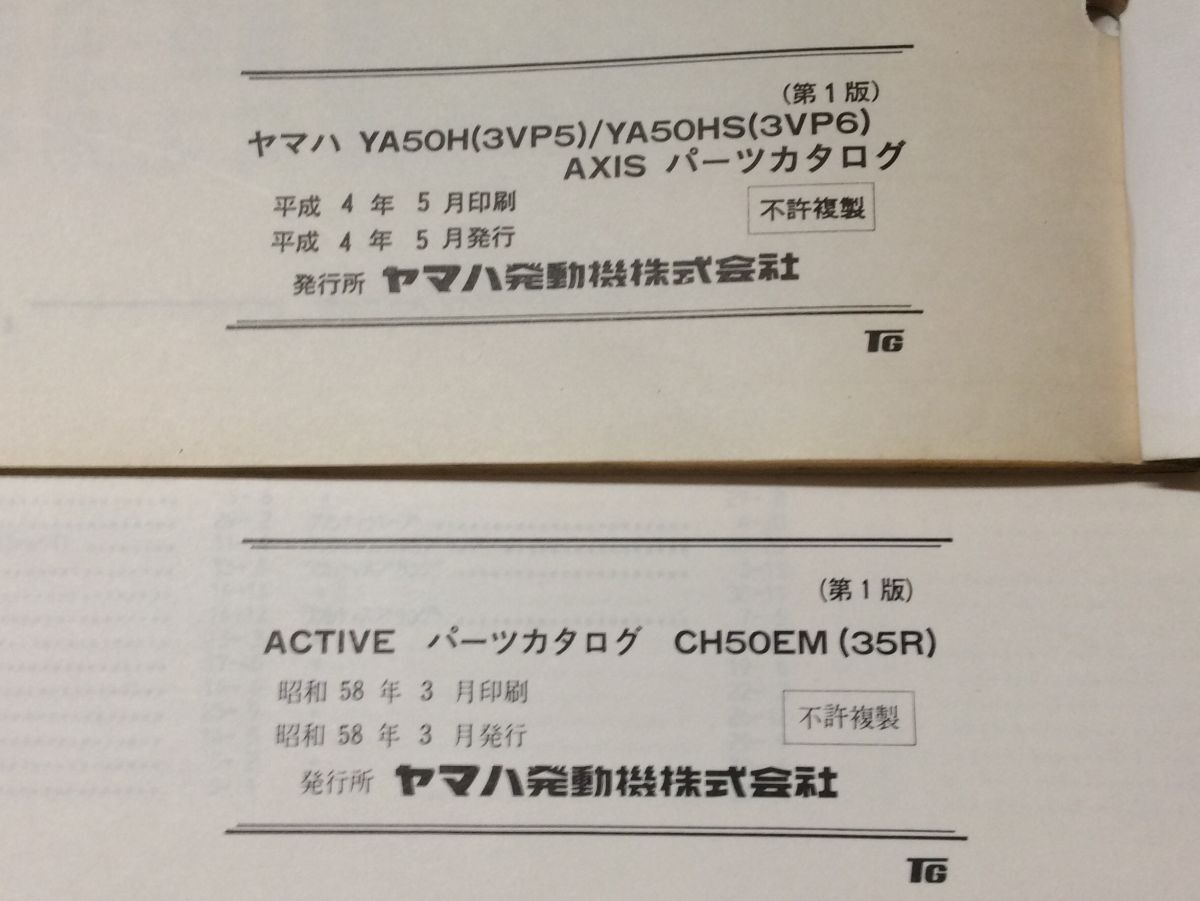 (第1版)
ヤマハ YA50H(3VP5)/YA50HS(3VP6)
AXIS パーツカタログ
平成 4 年 5 月印刷
不許複製
平成 4 年 5 月発行
発行所 ヤマハ発動機株式会社
TG
(第1版)
ACTIVE パーツカタログ CH50EM(35R)
昭和 58 年 3 月印刷
不許複製
昭和 58 年 3 月発行
発行所 ヤマハ発動機株式会社
TG